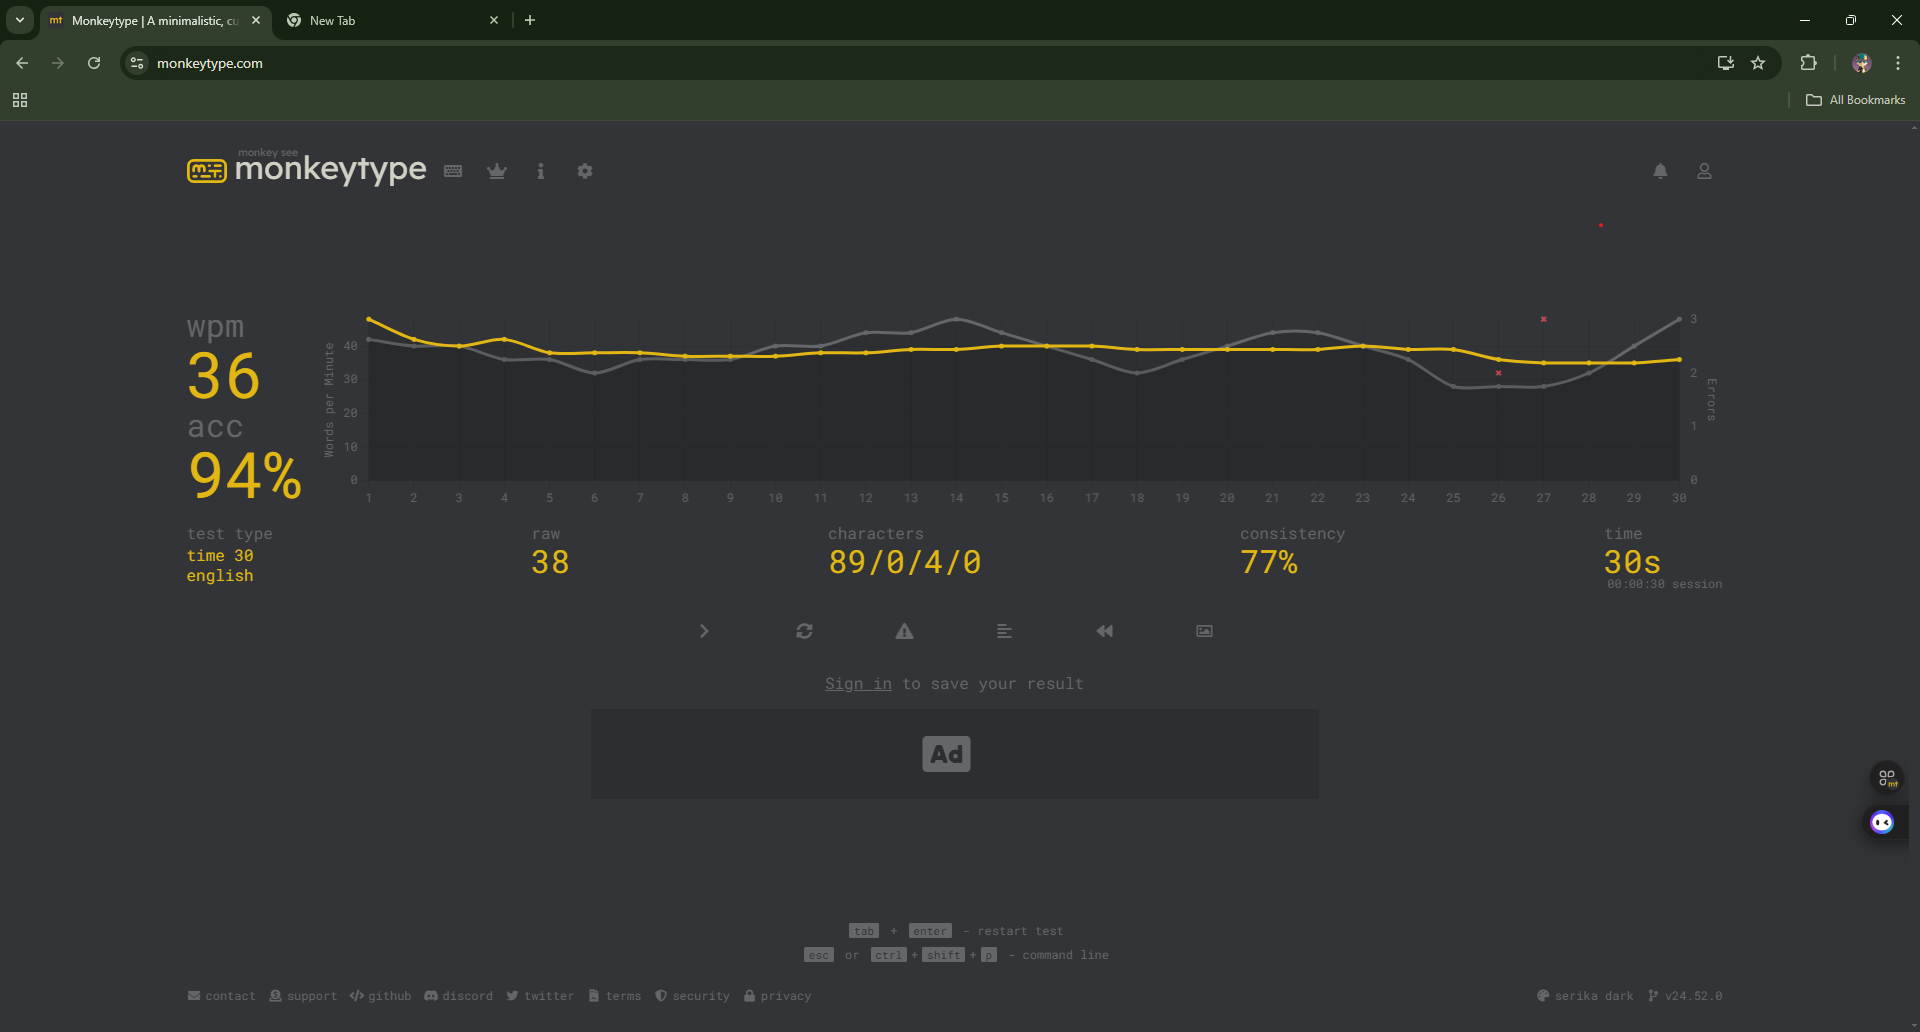 Monkeytype | A minimalistic, cu
New Tab
monkeytype.com
All Bookmarks
monkey see
monkeytype
wpm
36
acc
94%
Words per Minute
40
30
20
10
0
3
2
1
0
Errors
1 2 3 4 5 6 7 8 9 10 11 12 13 14 15 16 17 18 19 20 21 22 23 24 25 26 27 28 29 30
test type
time 30
english
raw
38
characters
89/0/4/0
consistency
77%
time
30s
00:00:30 session
Sign in to save your result
Ad
tab + enter - restart test
esc or ctrl + shift + p - command line
contact support github discord twitter terms security privacy serika dark v24.52.0